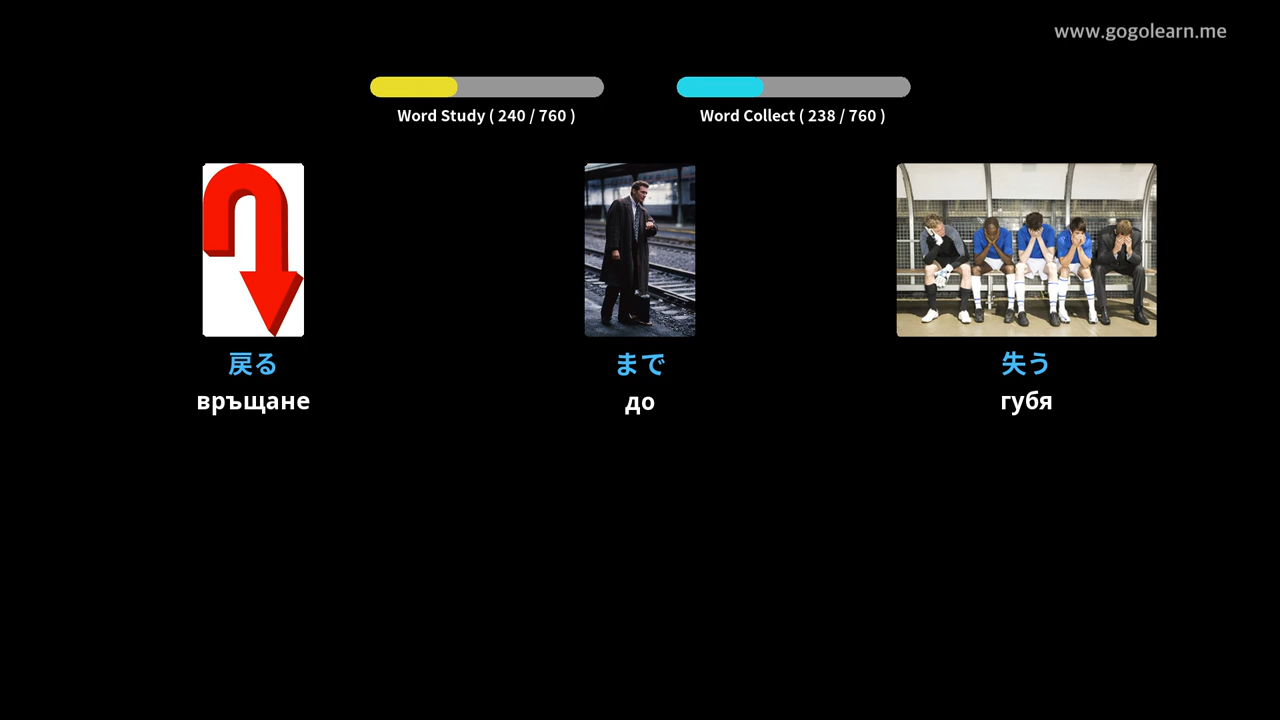 www.gogolearn.me
Word Study ( 240 / 760 )
Word Collect ( 238 / 760 )
戻る
まで
失う
връщане
до
губя